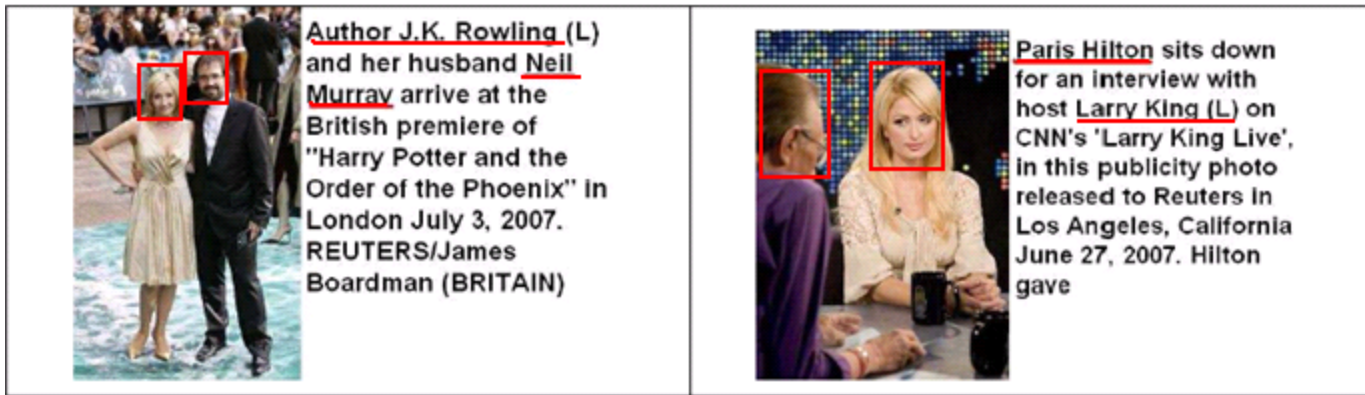 Author J.K. Rowling (L)
and her husband Neil
Murray arrive at the
British premiere of
"Harry Potter and the
Order of the Phoenix" in
London July 3, 2007.
REUTERS/James
Boardman (BRITAIN)
Paris Hilton sits down
for an interview with
host Larry King (L) on
CNN's 'Larry King Live',
in this publicity photo
released to Reuters in
Los Angeles, California
June 27, 2007. Hilton
gave